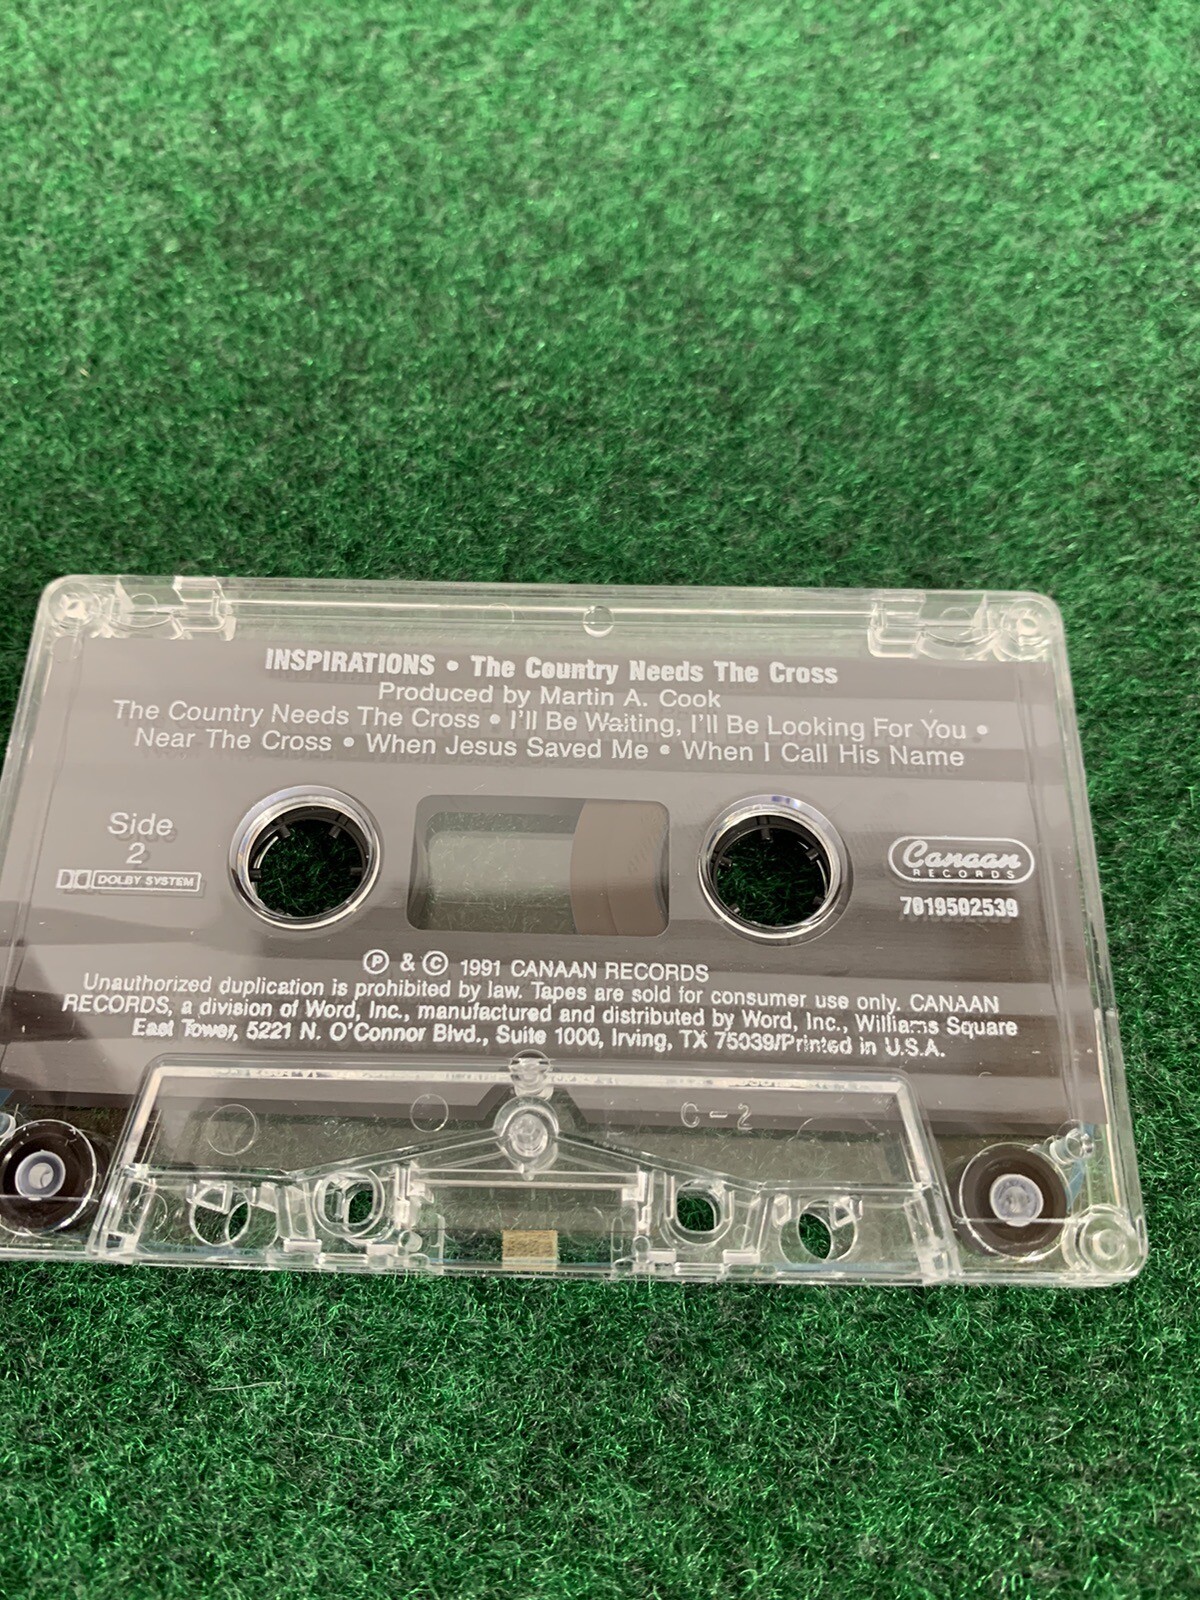 INSPIRATIONS • The Country Needs The Cross
Produced by Martin A. Cook
The Country Needs The Cross • I'll Be Waiting, I'll Be Looking For You •
Near The Cross • When Jesus Saved Me • When I Call His Name
Side
2
DOLBY SYSTEM
Canaan
RECORDS
7019502539
Ⓟ & © 1991 CANAAN RECORDS
Unauthorized duplication is prohibited by law. Tapes are sold for consumer use only. CANAAN
RECORDS, a division of Word, Inc., manufactured and distributed by Word, Inc., Williams Square
East Tower, 5221 N. O'Connor Blvd., Suite 1000, Irving, TX 75039/Printed in U.S.A.
C-2